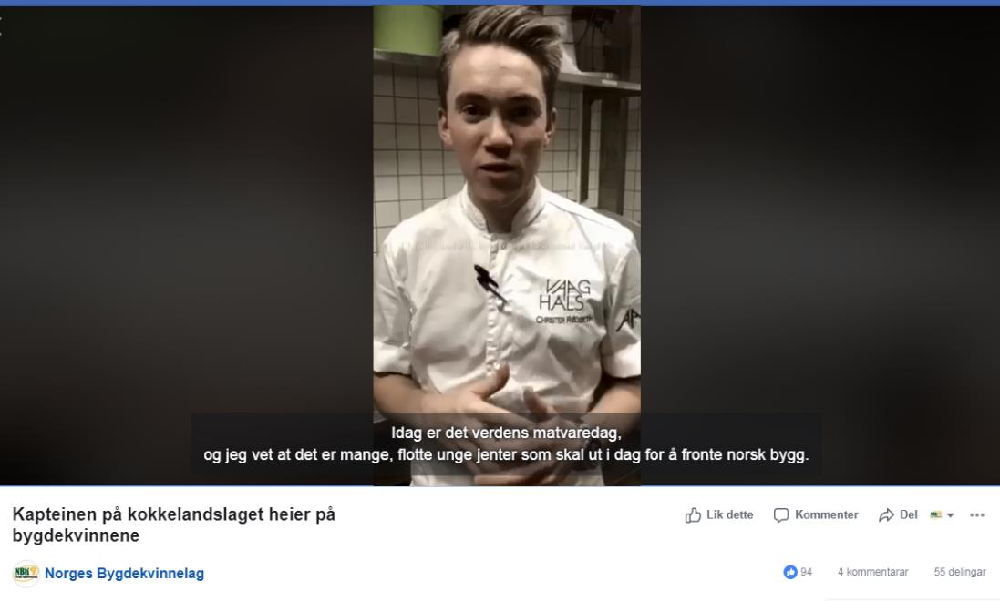 VAAG
HALS
CHRISTER
Idag er det verdens matvaredag,
og jeg vet at det er mange, flotte unge jenter som skal ut i dag for å fronte norsk bygg.
Kapteinen på kokkelandslaget heier på
bygdekvinnene
Lik dette Kommenter Del
NBK
Norges Bygdekvinnelag
94 4 kommentarar 55 delingar